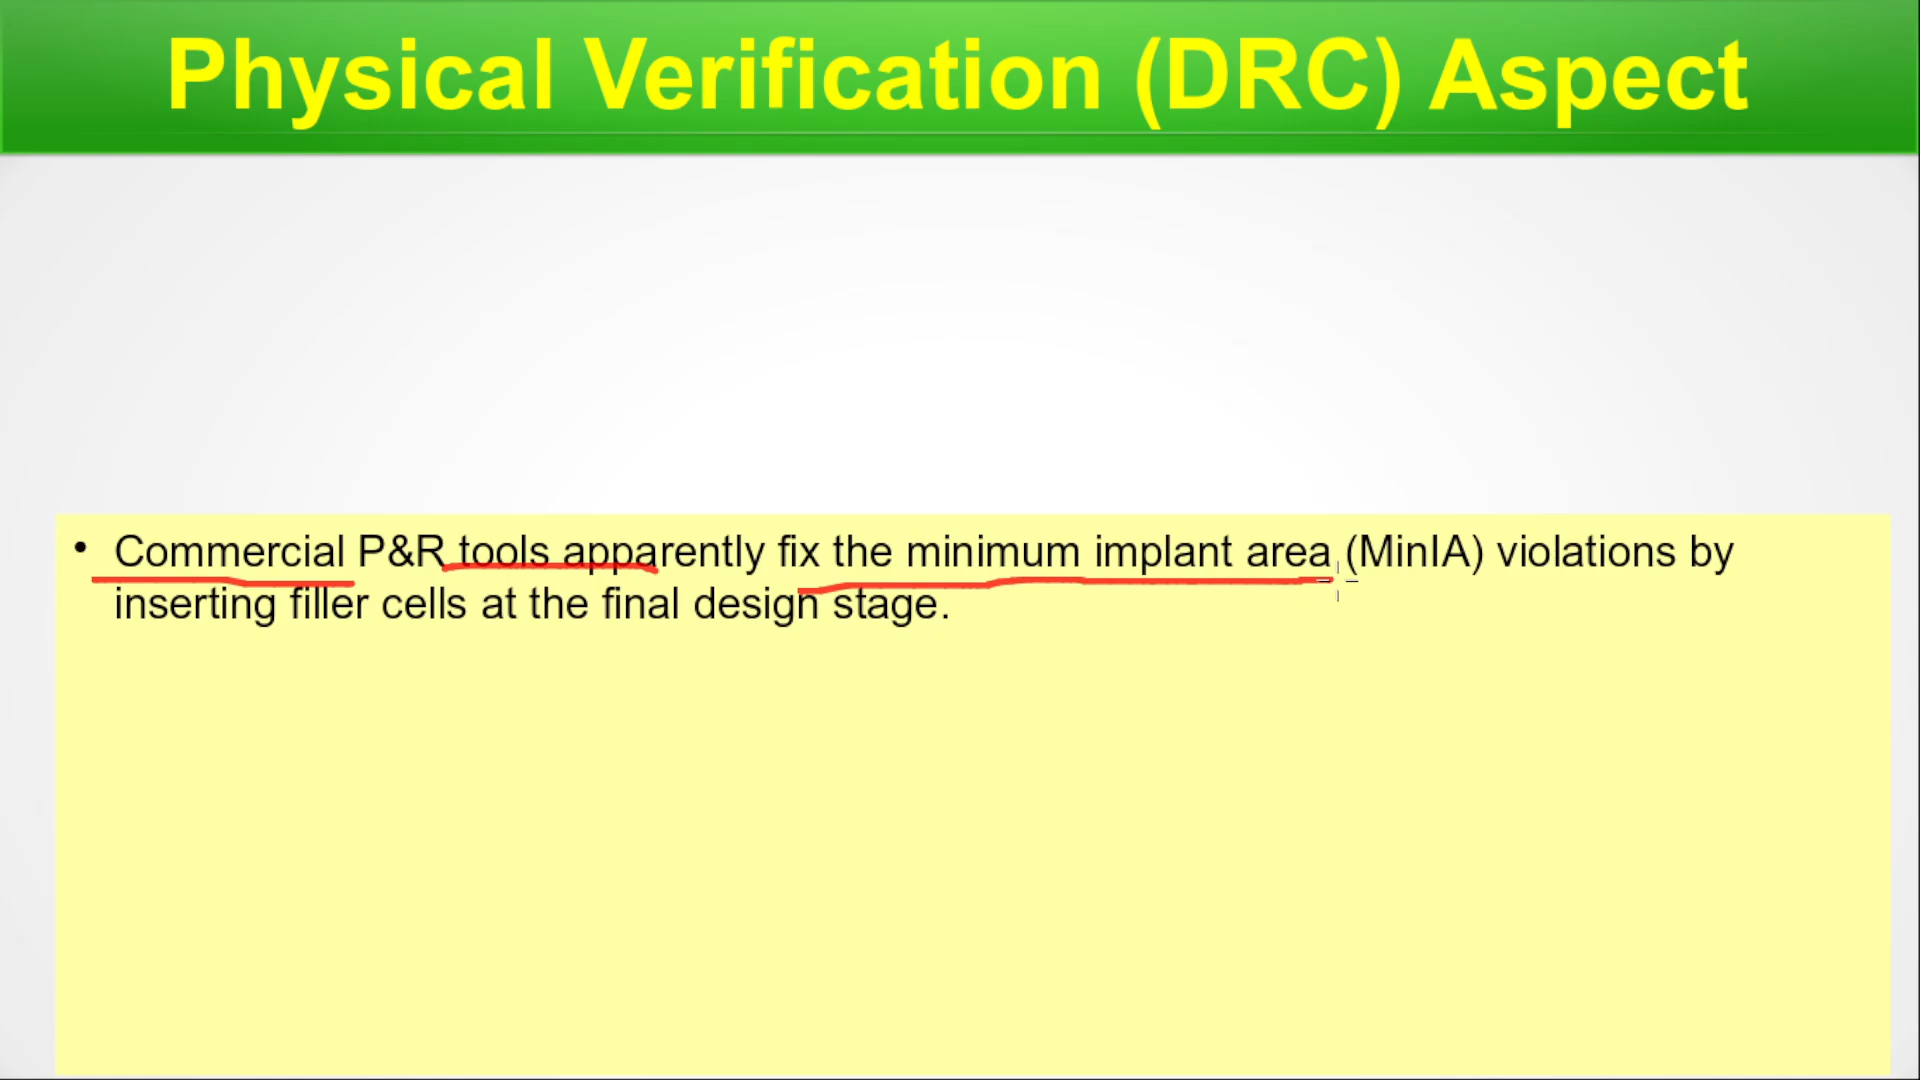 Physical Verification (DRC) Aspect
• Commercial P&R tools apparently fix the minimum implant area (MinIA) violations by
inserting filler cells at the final design stage.